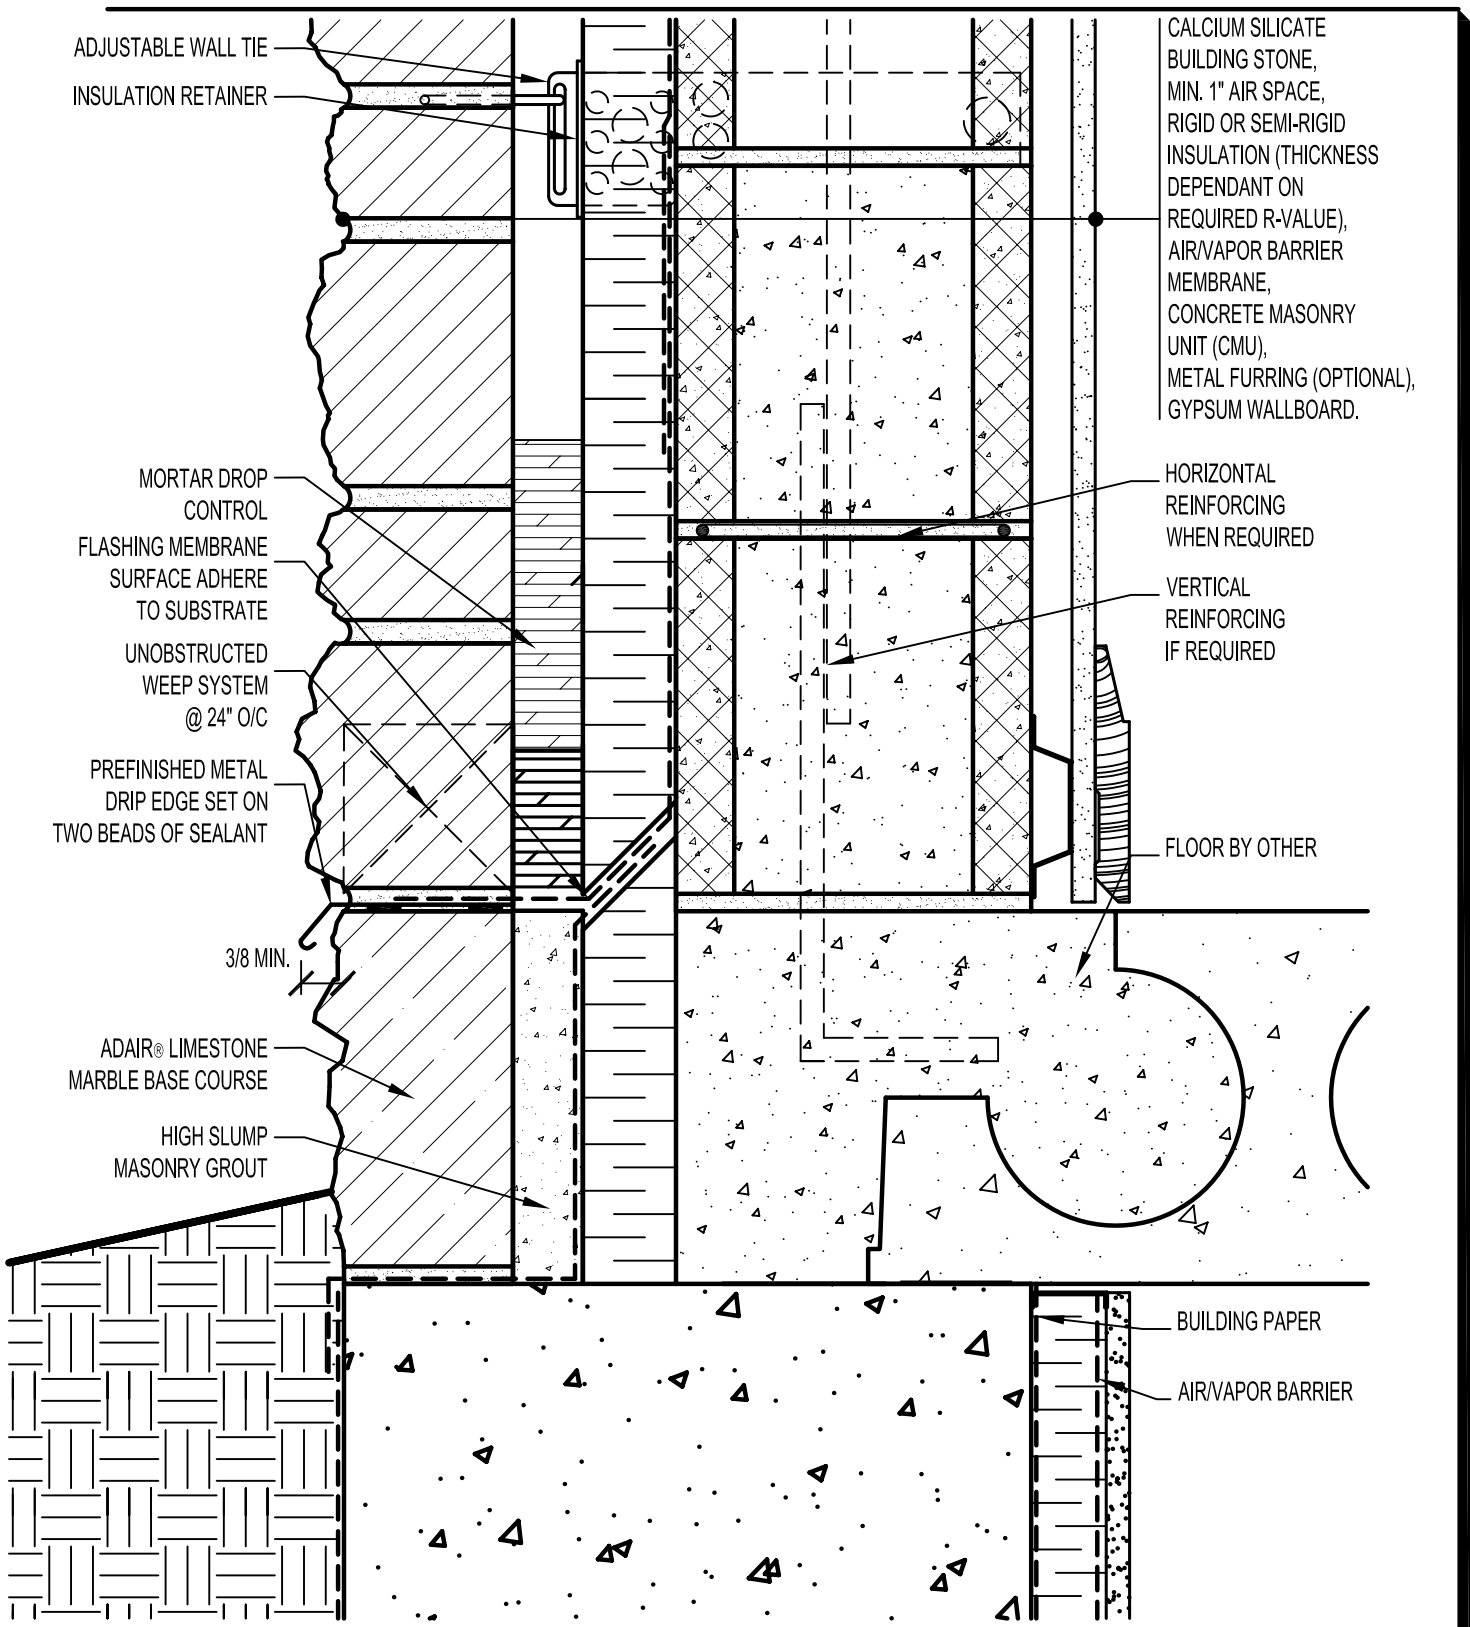 ADJUSTABLE WALL TIE
INSULATION RETAINER
MORTAR DROP
CONTROL
FLASHING MEMBRANE
SURFACE ADHERE
TO SUBSTRATE
UNOBSTRUCTED
WEEP SYSTEM
@ 24" O/C
PREFINISHED METAL
DRIP EDGE SET ON
TWO BEADS OF SEALANT
3/8 MIN.
ADAIR® LIMESTONE
MARBLE BASE COURSE
HIGH SLUMP
MASONRY GROUT
CALCIUM SILICATE
BUILDING STONE,
MIN. 1" AIR SPACE,
RIGID OR SEMI-RIGID
INSULATION (THICKNESS
DEPENDANT ON
REQUIRED R-VALUE),
AIR/VAPOR BARRIER
MEMBRANE,
CONCRETE MASONRY
UNIT (CMU),
METAL FURRING (OPTIONAL),
GYPSUM WALLBOARD.
HORIZONTAL
REINFORCING
WHEN REQUIRED
VERTICAL
REINFORCING
IF REQUIRED
FLOOR BY OTHER
BUILDING PAPER
AIR/VAPOR BARRIER